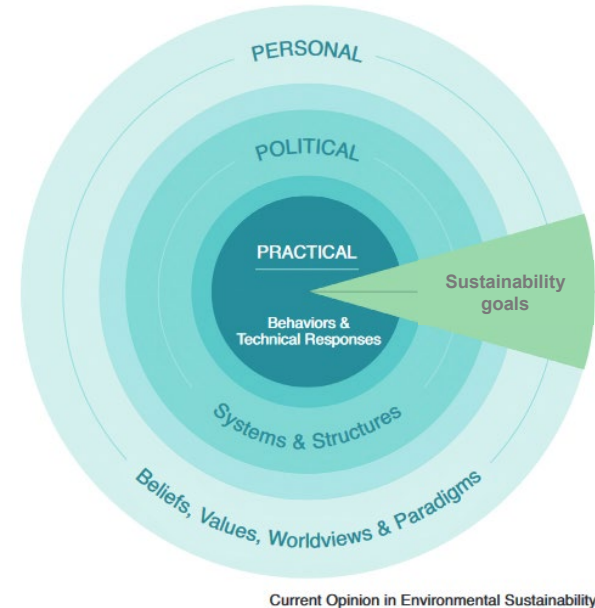 PERSONAL
POLITICAL
PRACTICAL
Behaviors &
Technical Responses
Sustainability
goals
Systems & Structures
Beliefs, Values, Worldviews & Paradigms
Current Opinion in Environmental Sustainability